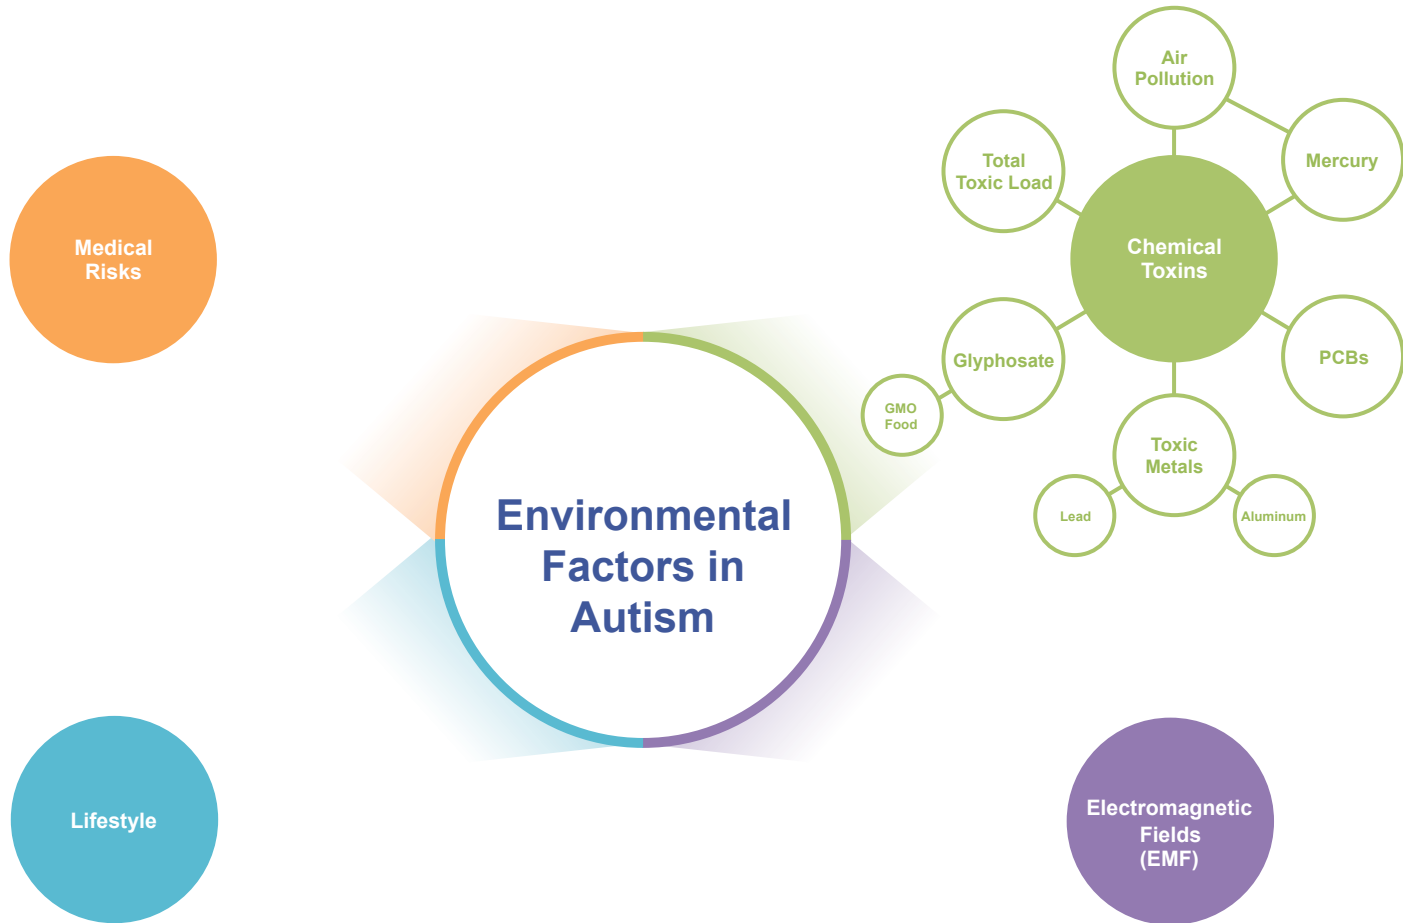 Air
Pollution
Total
Toxic Load
Mercury
Medical
Risks
Chemical
Toxins
Glyphosate
PCBs
GMO
Food
Toxic
Metals
Lead
Aluminum
Environmental
Factors in
Autism
Lifestyle
Electromagnetic
Fields
(EMF)